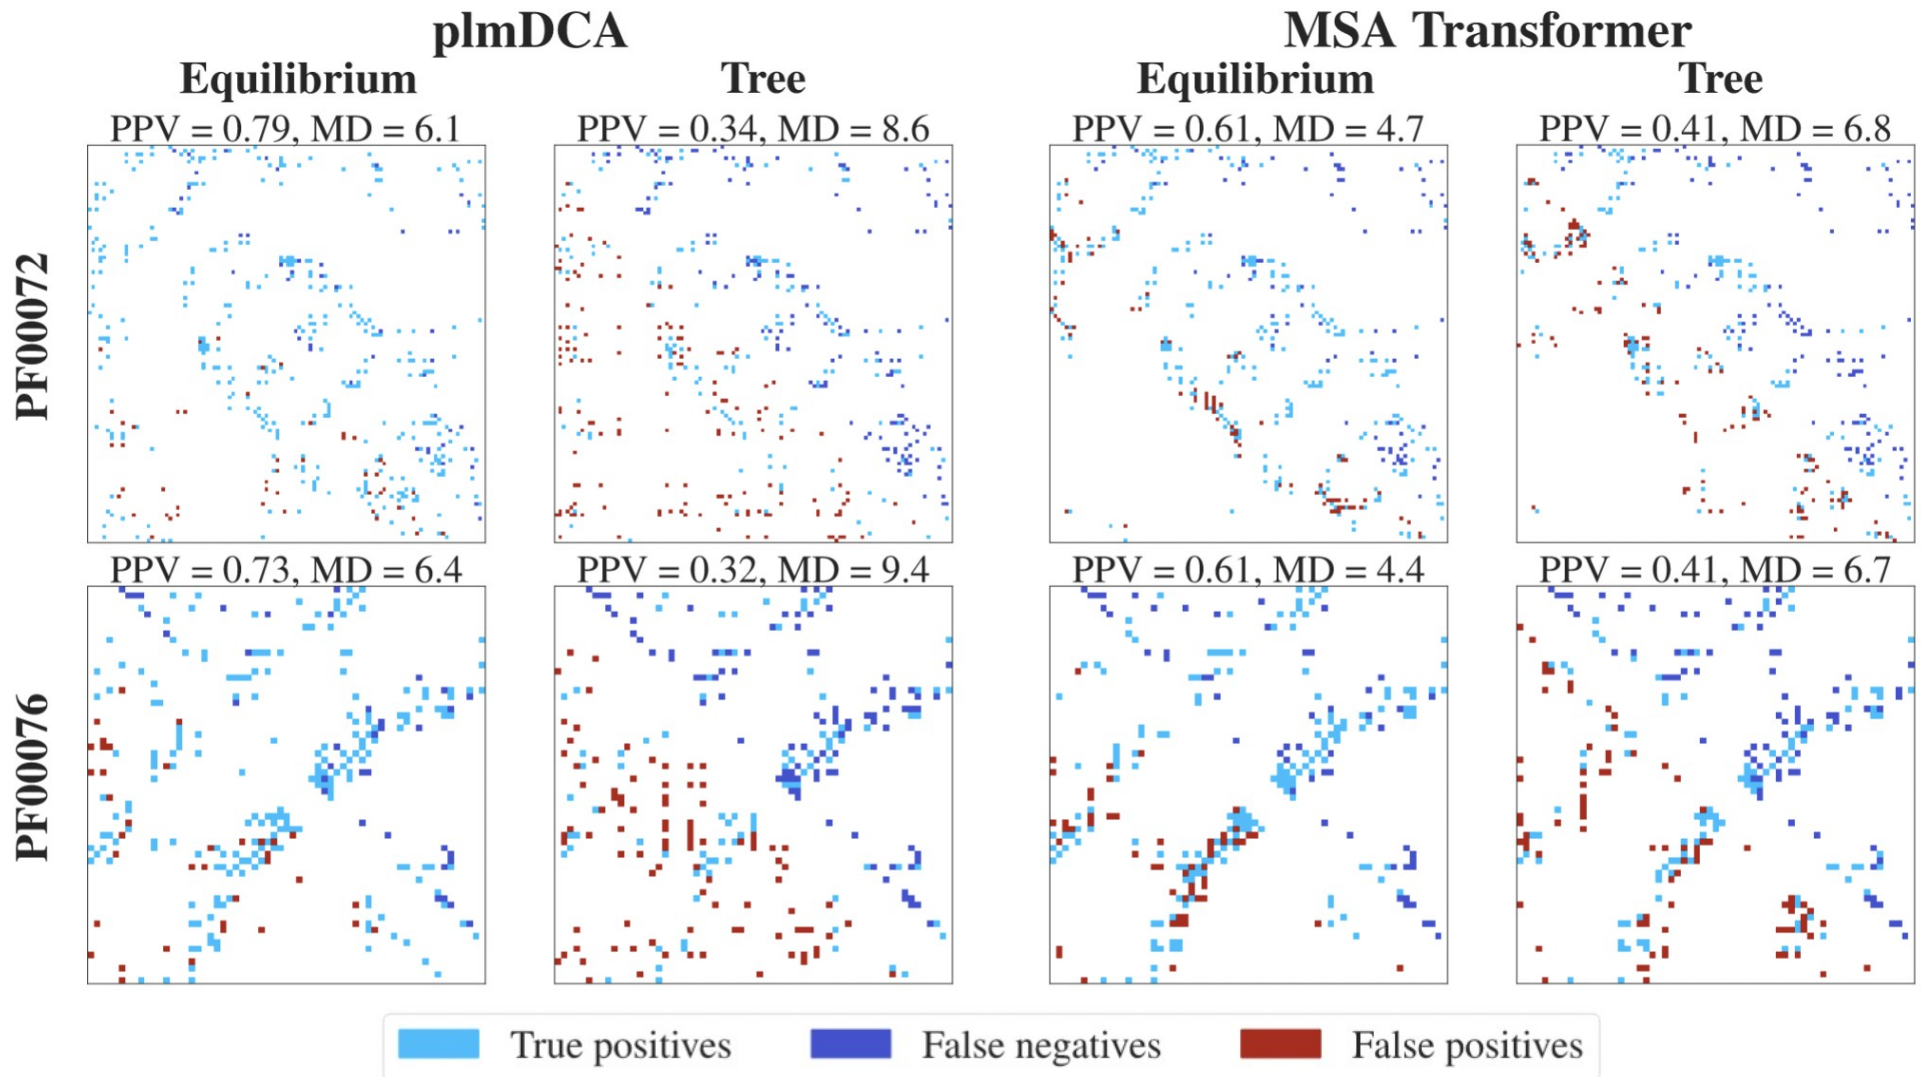 plmDCA MSA Transformer
Equilibrium Tree Equilibrium Tree
PPV = 0.79, MD = 6.1 PPV = 0.34, MD = 8.6 PPV = 0.61, MD = 4.7 PPV = 0.41, MD = 6.8
PF00072
PPV = 0.73, MD = 6.4 PPV = 0.32, MD = 9.4 PPV = 0.61, MD = 4.4 PPV = 0.41, MD = 6.7
PF00076
True positives False negatives False positives